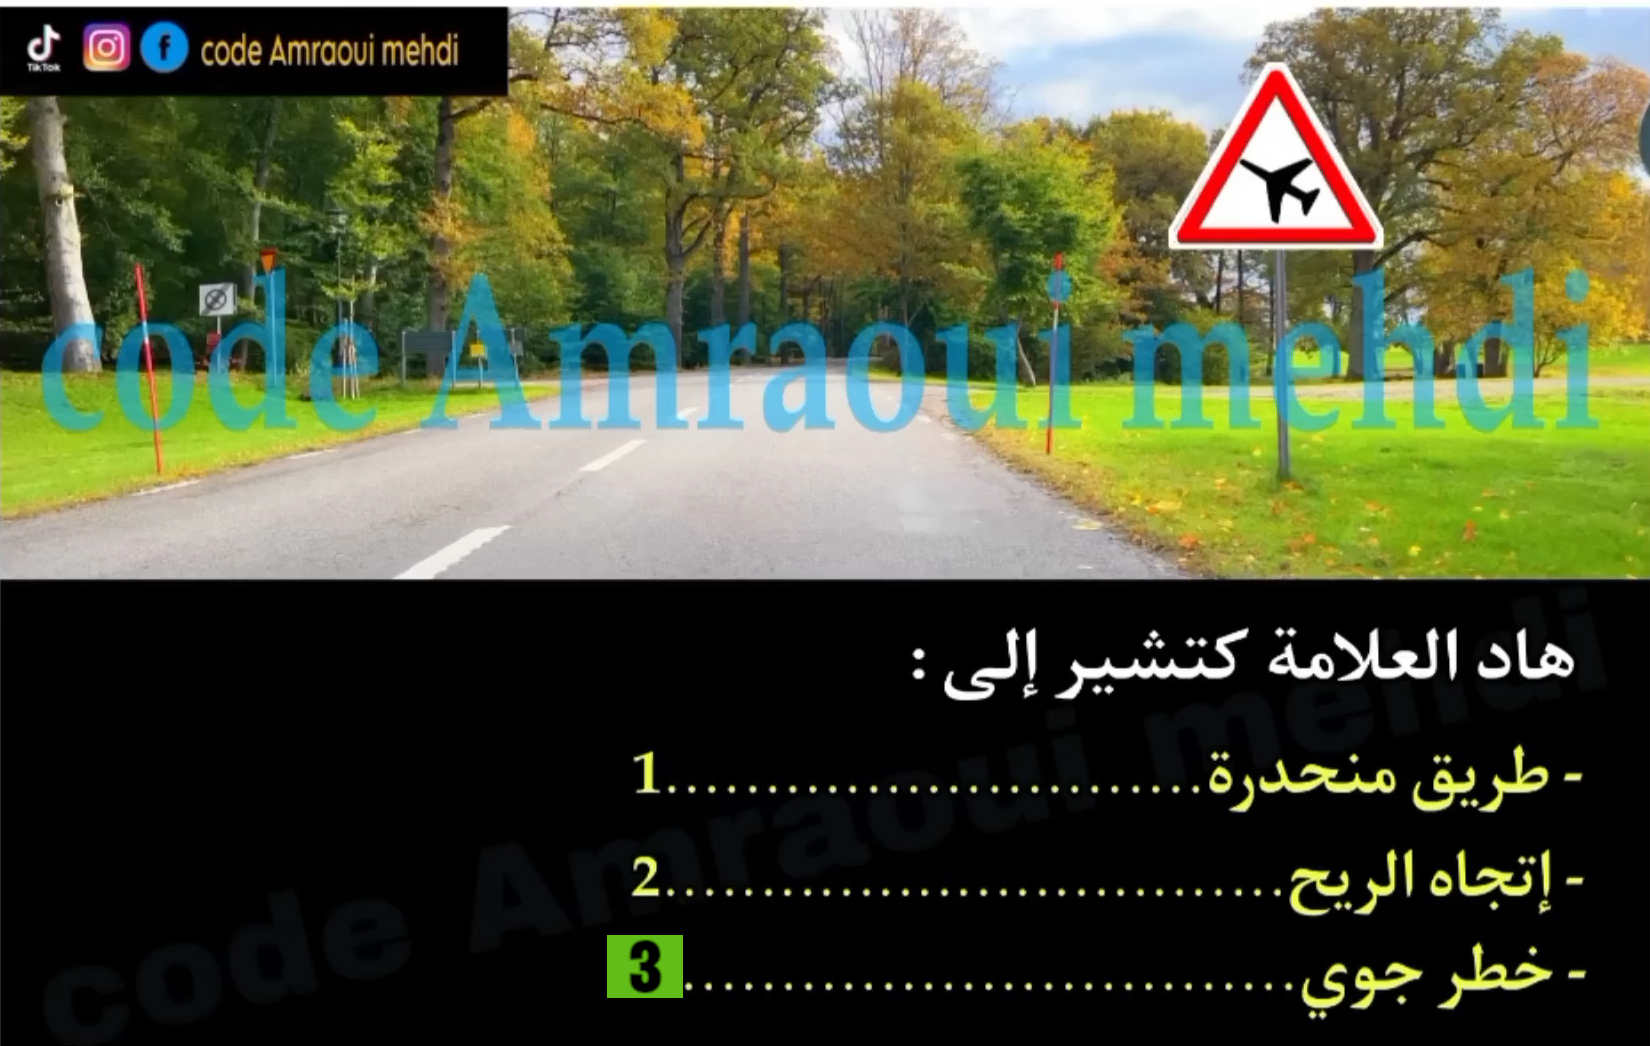 TikTok
code Amraoui mehdi
code Amraoui mehdi
هاد العلامة كتشير إلى :
- طريق منحدرة...........................1
- إتجاه الريح...............................2
- خطر جوي...............................3
code Amraoui mehdi